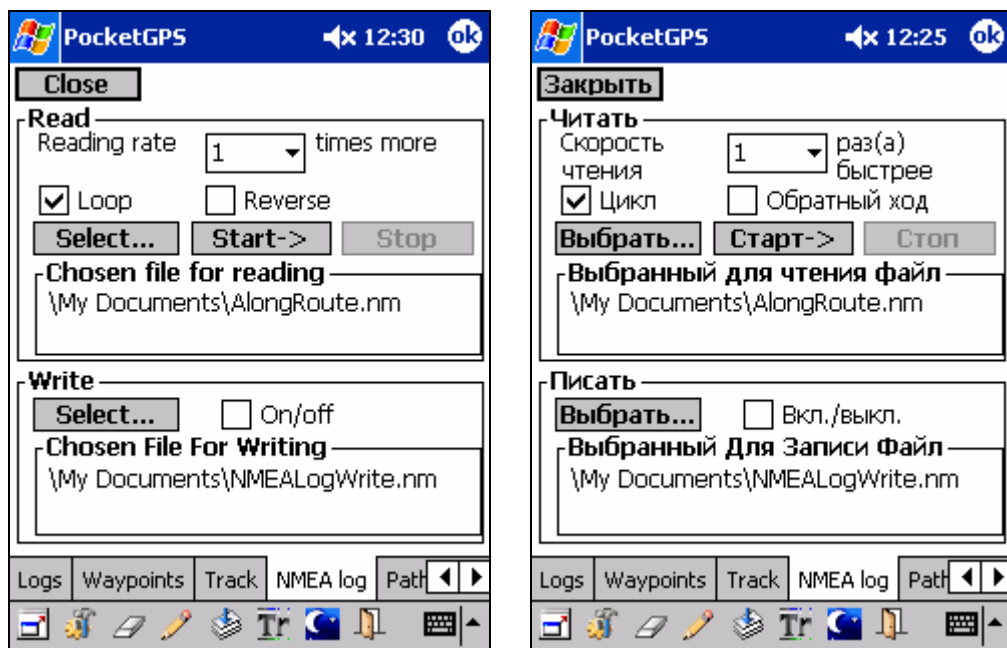 PocketGPS 12:30 ok
Close
Read
Reading rate 1 times more
Loop Reverse
Select... Start-> Stop
Chosen file for reading
\My Documents\AlongRoute.nm
Write
Select... On/off
Chosen File For Writing
\My Documents\NMEALogWrite.nm
Logs Waypoints Track NMEA log Path
Tr
PocketGPS 12:25 ok
Закрыть
Читать
Скорость 1 раз(а)
чтения быстрее
Цикл Обратный ход
Выбрать... Старт-> Стоп
Выбранный для чтения файл
\My Documents\AlongRoute.nm
Писать
Выбрать... Вкл./выкл.
Выбранный Для Записи Файл
\My Documents\NMEALogWrite.nm
Logs Waypoints Track NMEA log Path
Tr